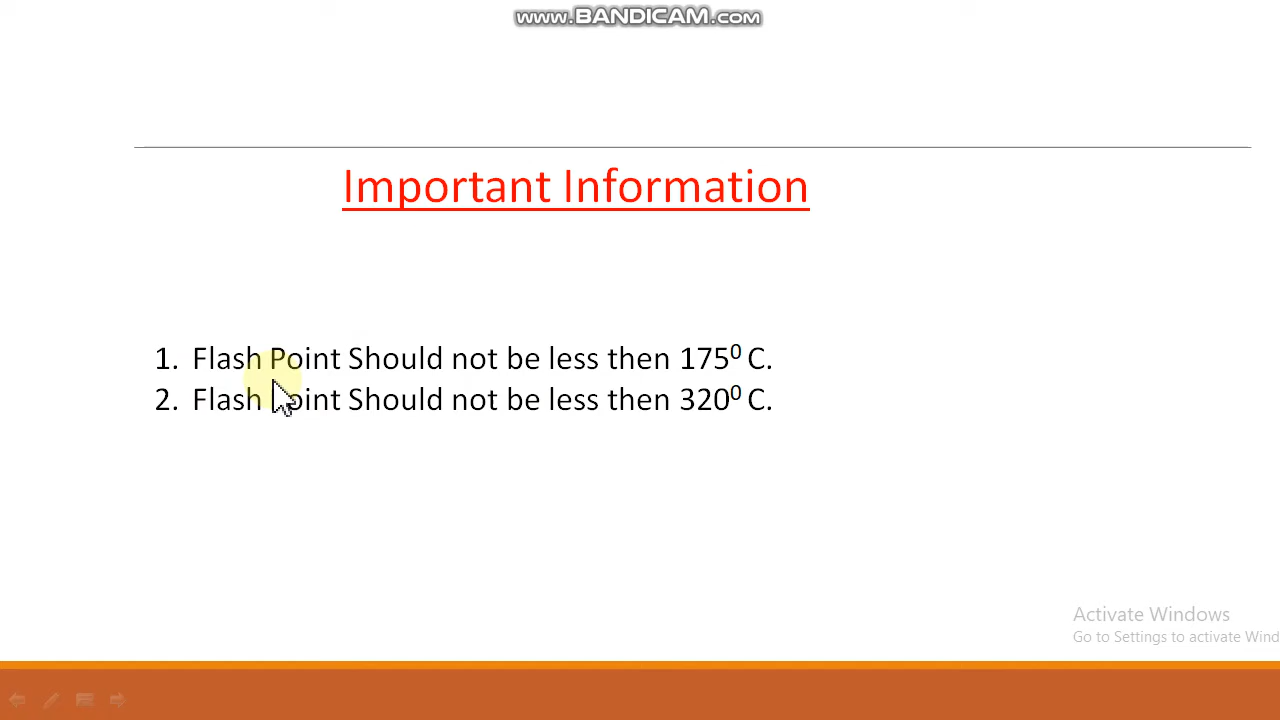 www.BANDICAM.com
Important Information
1. Flash Point Should not be less then 175⁰ C.
2. Flash Point Should not be less then 320⁰ C.
Activate Windows
Go to Settings to activate Wind